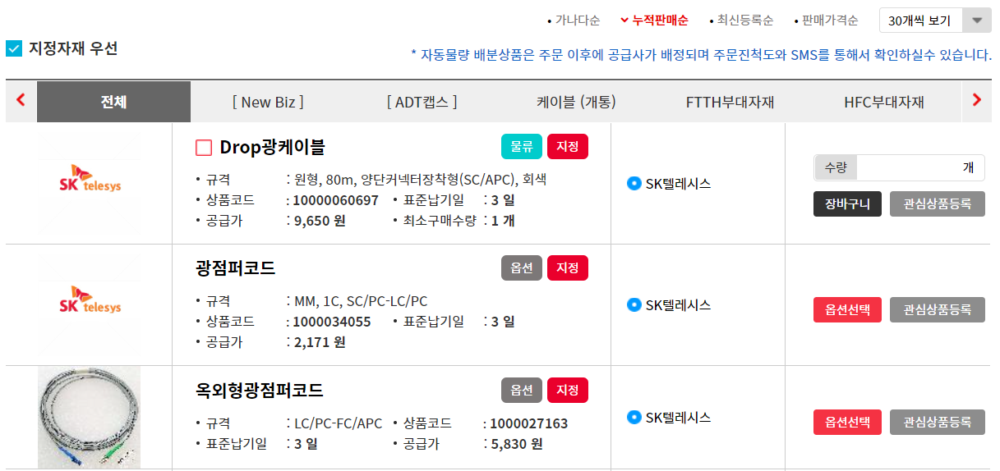 • 가나다순 누적판매순 • 최신등록순 • 판매가격순 30개씩 보기
지정자재 우선
* 자동물량 배분상품은 주문 이후에 공급사가 배정되며 주문진척도와 SMS를 통해서 확인하실수 있습니다.
전체 [ New Biz ] [ ADT캡스 ] 케이블 (개통) FTTH부대자재 HFC부대자재
SK telesys
Drop광케이블 물류 지정
• 규격 : 원형, 80m, 양단커넥터장착형(SC/APC), 회색
• 상품코드 : 10000060697 • 표준납기일 : 3 일
• 공급가 : 9,650 원 • 최소구매수량 : 1 개
SK텔레시스
수량 개
장바구니 관심상품등록
SK telesys
광점퍼코드 옵션 지정
• 규격 : MM, 1C, SC/PC-LC/PC
• 상품코드 : 1000034055 • 표준납기일 : 3 일
• 공급가 : 2,171 원
SK텔레시스
옵션선택 관심상품등록
옥외형광점퍼코드 옵션 지정
• 규격 : LC/PC-FC/APC • 상품코드 : 1000027163
• 표준납기일 : 3 일 • 공급가 : 5,830 원
SK텔레시스
옵션선택 관심상품등록